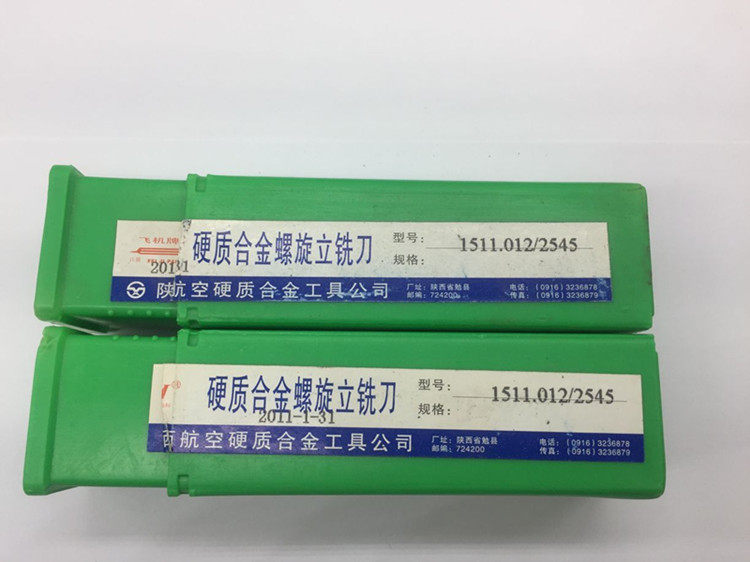 飞机牌
硬质合金螺旋立铣刀
型号: 1511.012/2545
规格:
2013
陕航空硬质合金工具公司
厂址: 陕西省勉县
邮编: 724200
电话: (0916) 3236878
传真: (0916) 3236879
®
硬质合金螺旋立铣刀
型号: 1511.012/2545
规格:
2011-1-31
西航空硬质合金工具公司
厂址: 陕西省勉县
邮编: 724200
电话: (0916) 3236878
传真: (0916) 3236879